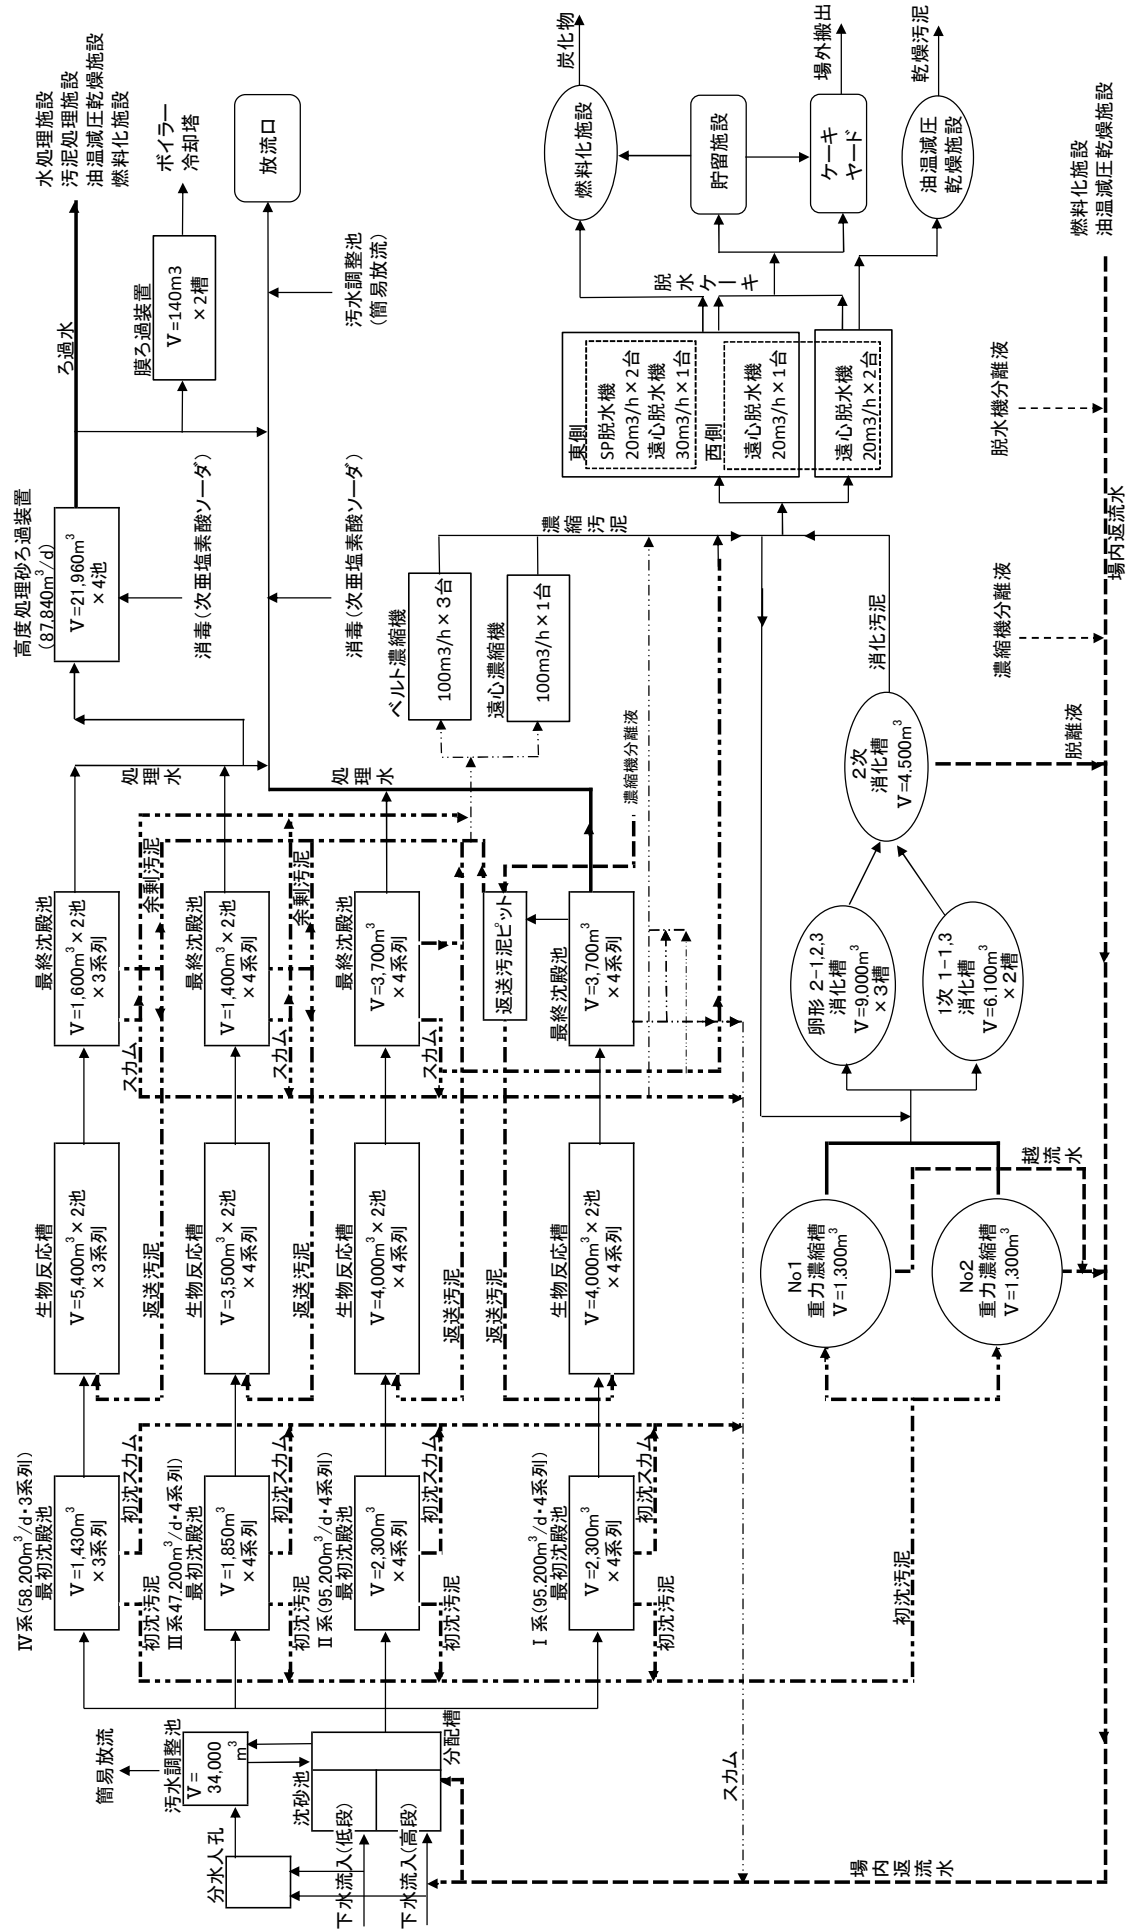 下水流入(低段)
下水流入(高段)
分水人孔
簡易放流
汚水調整池
V=
34,000
m³
沈砂池
分配槽
場内返流水
スカム
Ⅳ系(58.200m³/d・3系列)
最初沈殿池
V=1,430m³
×3系列
初沈汚泥
初沈スカム
生物反応槽
V=5,400m³×2池
×3系列
返送汚泥
最終沈殿池
V=1,600m³×2池
×3系列
スカム
余剰汚泥
Ⅲ系47.200m³/d・4系列)
最初沈殿池
V=1,850m³
×4系列
初沈汚泥
初沈スカム
生物反応槽
V=3,500m³×2池
×4系列
返送汚泥
最終沈殿池
V=1,400m³×2池
×4系列
スカム
余剰汚泥
処理水
Ⅱ系(95.200m³/d・4系列)
最初沈殿池
V=2,300m³
×4系列
初沈汚泥
初沈スカム
生物反応槽
V=4,000m³×2池
×4系列
返送汚泥
最終沈殿池
V=3,700m³
×4系列
スカム
処理水
Ⅰ系(95.200m³/d・4系列)
最初沈殿池
V=2,300m³
×4系列
初沈汚泥
初沈スカム
生物反応槽
V=4,000m³×2池
×4系列
返送汚泥
返送汚泥ピット
最終沈殿池
V=3,700m³
×4系列
濃縮機分離液
高度処理砂ろ過装置
(87.840m³/d)
V=21,960m³
×4池
消毒(次亜塩素酸ソーダ)
ろ過水
水処理施設
汚泥処理施設
油温減圧乾燥施設
燃料化施設
膜ろ過装置
V=140m3
×2槽
ボイラー
冷却塔
消毒(次亜塩素酸ソーダ)
汚水調整池
(簡易放流)
放流口
ベルト濃縮機
100m3/h×3台
遠心濃縮機
100m3/h×1台
濃縮汚泥
初沈汚泥
No1
重力濃縮槽
V=1.300m³
No2
重力濃縮槽
V=1.300m³
越流水
卵形 2-1,2,3
消化槽
V=9.000m³
×3槽
1次 1-1,3
消化槽
V=6.100m³
×2槽
2次
消化槽
V=4.500m³
消化汚泥
脱離液
東側
SP脱水機
20m3/h×2台
遠心脱水機
30m3/h×1台
西側
遠心脱水機
20m3/h×1台
遠心脱水機
20m3/h×2台
脱水ケーキ
燃料化施設
炭化物
貯留施設
ケーキ
ヤード
場外搬出
油温減圧
乾燥施設
乾燥汚泥
濃縮機分離液
脱水機分離液
場内返流水
燃料化施設
油温減圧乾燥施設